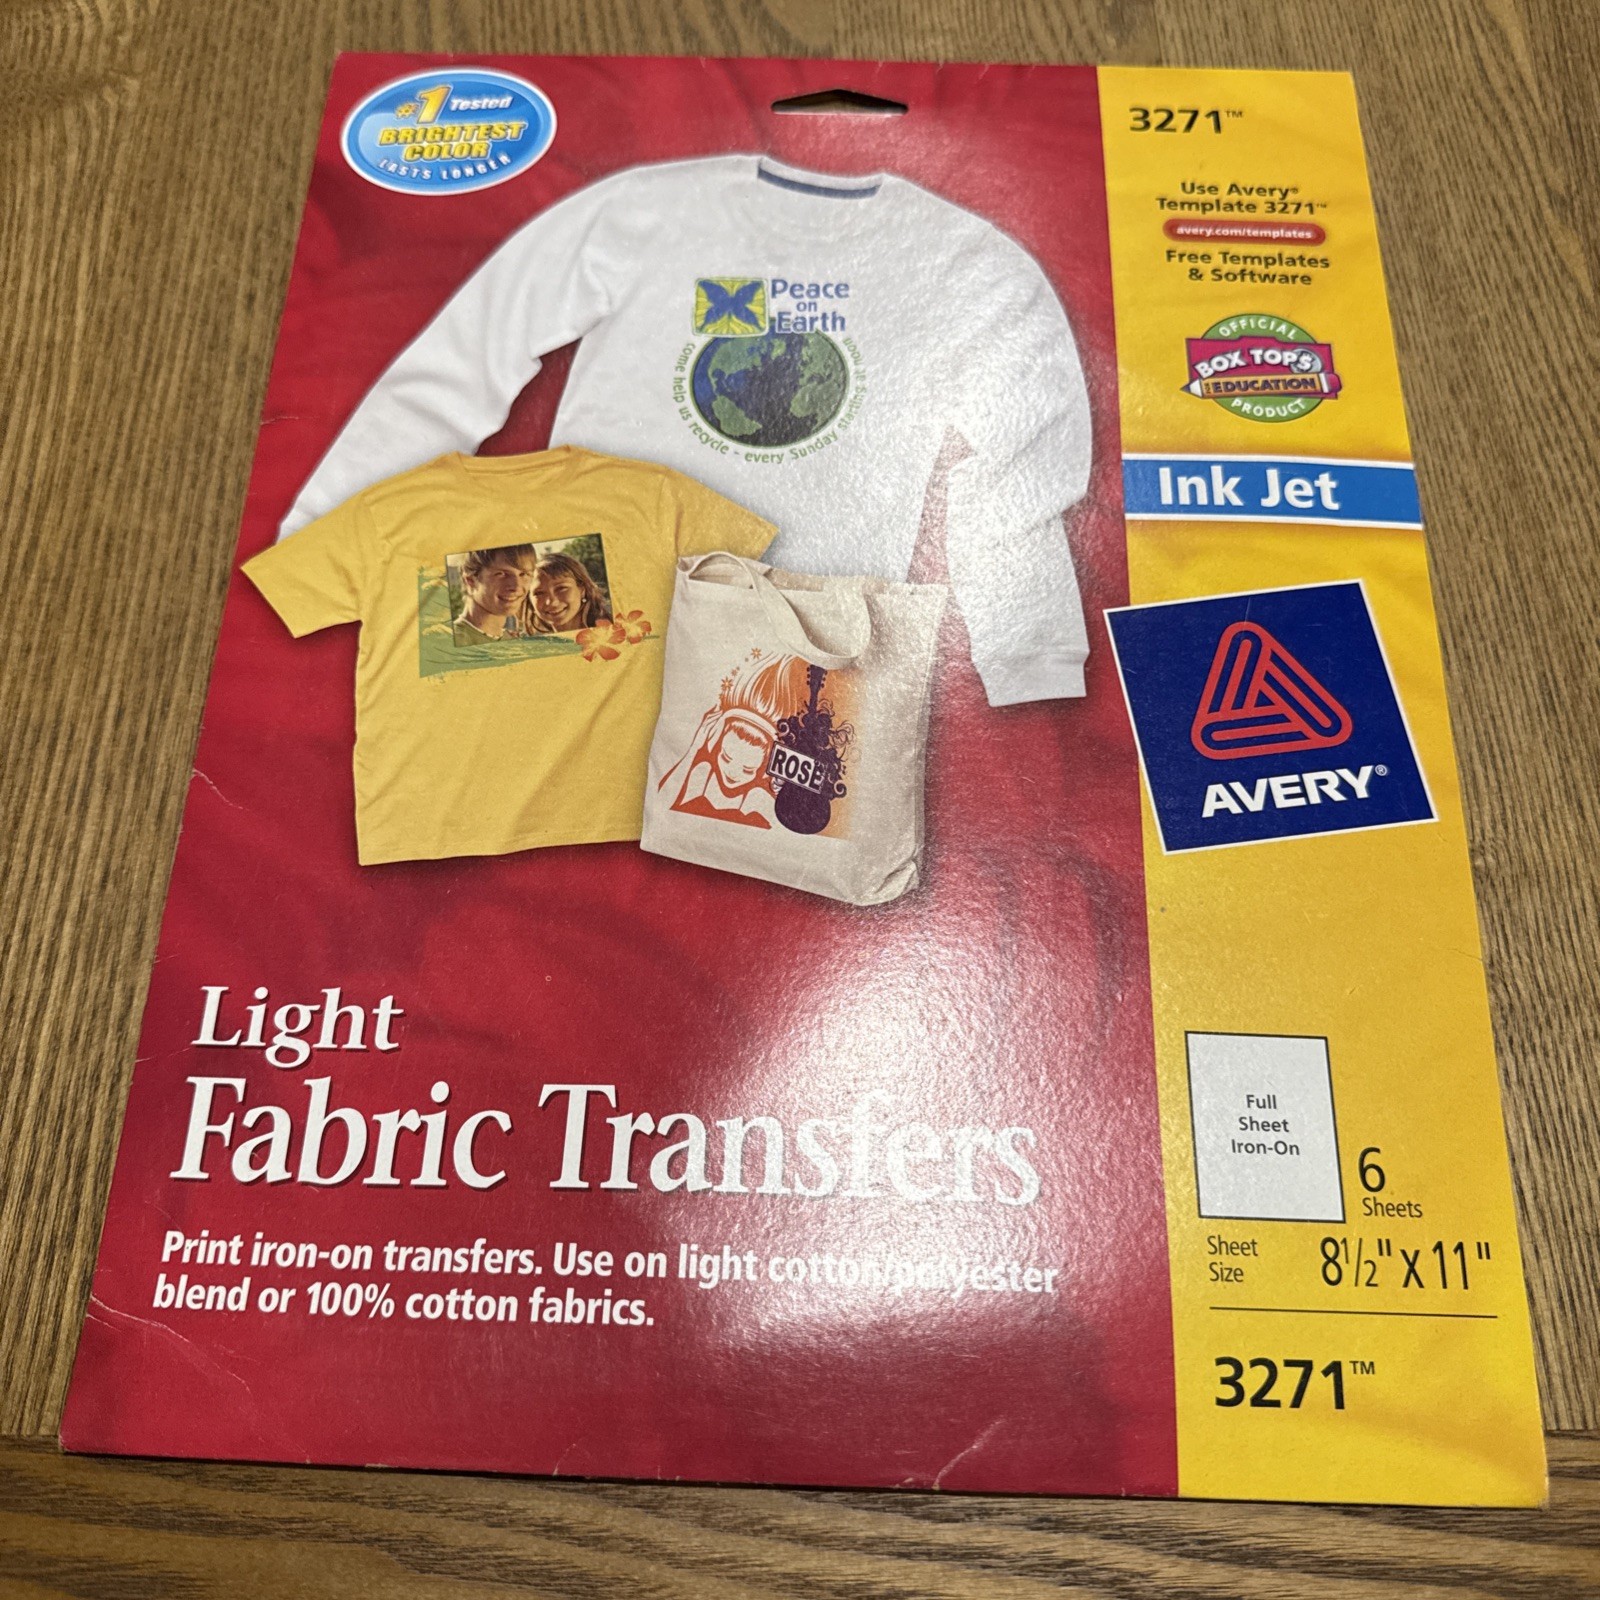 #1 Tested
BRIGHTEST
COLOR
LASTS LONGER
3271™
Use Avery®
Template 3271™
avery.com/templates
Free Templates
& Software
OFFICIAL
BOX TOPS
FOR EDUCATION
PRODUCT
Ink Jet
AVERY®
Peace
on
Earth
come help us recycle - every Sunday starting at noon
ROSE
Light
Fabric Transfers
Print iron-on transfers. Use on light cotton/polyester
blend or 100% cotton fabrics.
Full
Sheet
Iron-On
6
Sheets
Sheet
Size
8 1/2" x 11"
3271™